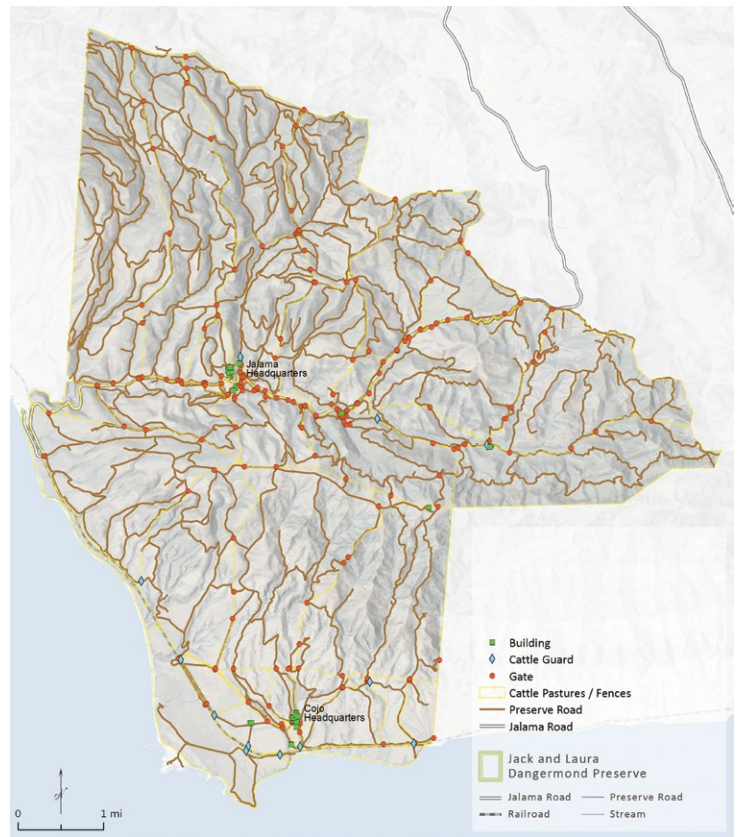 Jalama
Headquarters
Cojo
Headquarters
Building
Cattle Guard
Gate
Cattle Pastures / Fences
Preserve Road
Jalama Road
Jack and Laura
Dangermond Preserve
Jalama Road
Preserve Road
Railroad
Stream
0 1 mi